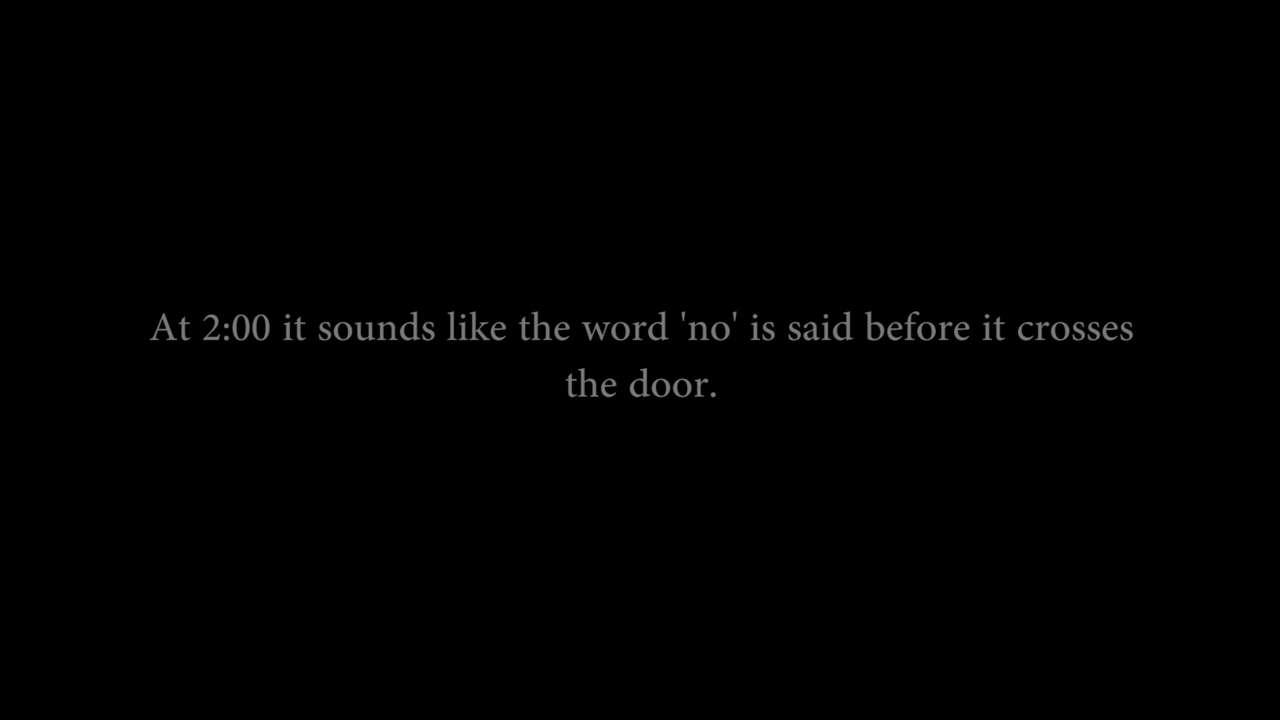 At 2:00 it sounds like the word 'no' is said before it crosses
the door.